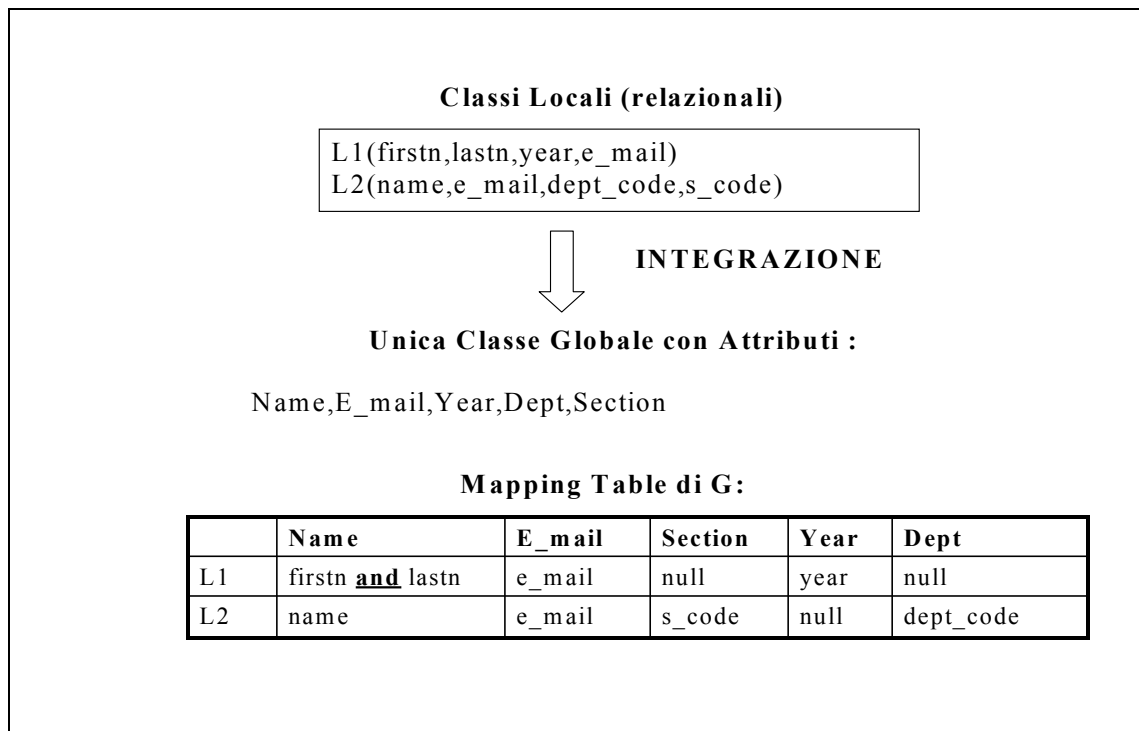 Classi Locali (relazionali)
L1(firstn,lastn,year,e_mail)
L2(name,e_mail,dept_code,s_code)
INTEGRAZIONE
Unica Classe Globale con Attributi :
Name,E_mail,Year,Dept,Section
Mapping Table di G:
Name E_mail Section Year Dept
L1 firstn and lastn e_mail null year null
L2 name e_mail s_code null dept_code